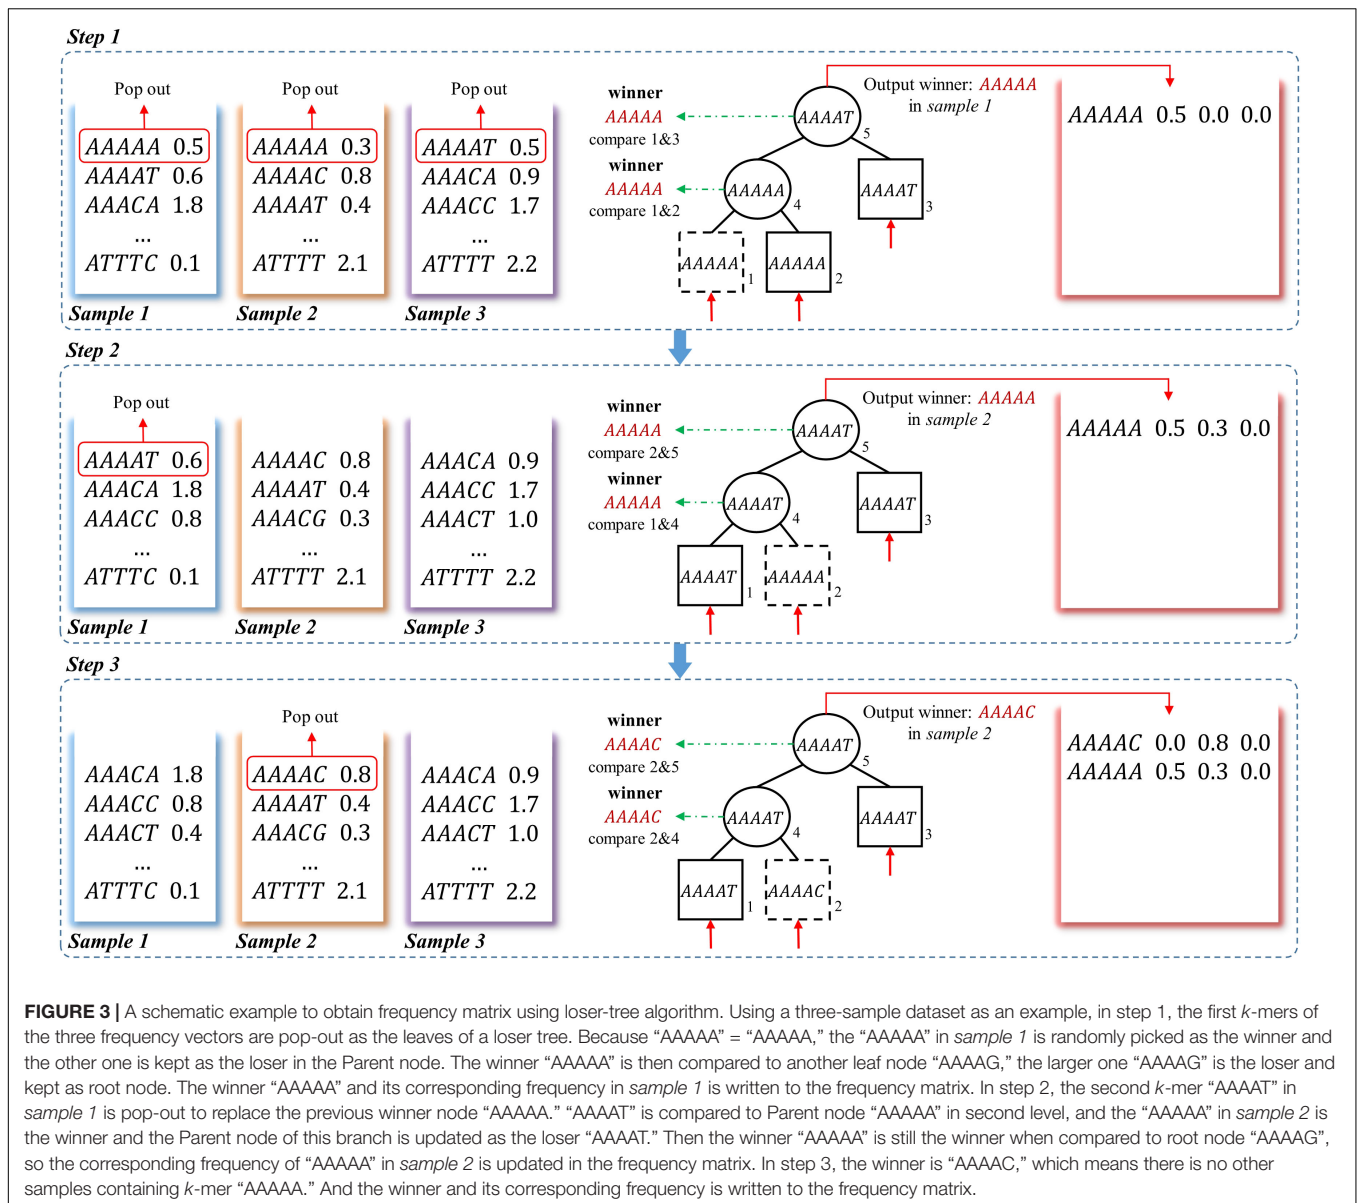 Step 1
Pop out
Pop out
Pop out
AAAAA 0.5
AAAAT 0.6
AAACA 1.8
...
ATTTC 0.1
Sample 1
AAAAA 0.3
AAAAC 0.8
AAAAT 0.4
...
ATTTT 2.1
Sample 2
AAAAT 0.5
AAACA 0.9
AAACC 1.7
...
ATTTT 2.2
Sample 3
winner
AAAAA
compare 1&3
winner
AAAAA
compare 1&2
AAAAT
5
AAAAA
4
AAAAT
3
AAAAA
1
AAAAA
2
Output winner: AAAAA
in sample 1
AAAAA 0.5 0.0 0.0
Step 2
Pop out
AAAAT 0.6
AAACA 1.8
AAACC 0.8
...
ATTTC 0.1
Sample 1
AAAAC 0.8
AAAAT 0.4
AAACG 0.3
...
ATTTT 2.1
Sample 2
AAACA 0.9
AAACC 1.7
AAACT 1.0
...
ATTTT 2.2
Sample 3
winner
AAAAA
compare 2&5
winner
AAAAA
compare 1&4
AAAAT
5
AAAAT
4
AAAAT
3
AAAAT
1
AAAAA
2
Output winner: AAAAA
in sample 2
AAAAA 0.5 0.3 0.0
Step 3
Pop out
AAACA 1.8
AAACC 0.8
AAACT 0.4
...
ATTTC 0.1
Sample 1
AAAAC 0.8
AAAAT 0.4
AAACG 0.3
...
ATTTT 2.1
Sample 2
AAACA 0.9
AAACC 1.7
AAACT 1.0
...
ATTTT 2.2
Sample 3
winner
AAAAC
compare 2&5
winner
AAAAC
compare 2&4
AAAAT
5
AAAAT
4
AAAAT
3
AAAAT
1
AAAAC
2
Output winner: AAAAC
in sample 2
AAAAC 0.0 0.8 0.0
AAAAA 0.5 0.3 0.0
FIGURE 3 | A schematic example to obtain frequency matrix using loser-tree algorithm. Using a three-sample dataset as an example, in step 1, the first k-mers of
the three frequency vectors are pop-out as the leaves of a loser tree. Because “AAAAA” = “AAAAA,” the “AAAAA” in sample 1 is randomly picked as the winner and
the other one is kept as the loser in the Parent node. The winner “AAAAA” is then compared to another leaf node “AAAAG,” the larger one “AAAAG” is the loser and
kept as root node. The winner “AAAAA” and its corresponding frequency in sample 1 is written to the frequency matrix. In step 2, the second k-mer “AAAAT” in
sample 1 is pop-out to replace the previous winner node “AAAAA.” “AAAAT” is compared to Parent node “AAAAA” in second level, and the “AAAAA” in sample 2 is
the winner and the Parent node of this branch is updated as the loser “AAAAT.” Then the winner “AAAAA” is still the winner when compared to root node “AAAAG”,
so the corresponding frequency of “AAAAA” in sample 2 is updated in the frequency matrix. In step 3, the winner is “AAAAC,” which means there is no other
samples containing k-mer “AAAAA.” And the winner and its corresponding frequency is written to the frequency matrix.